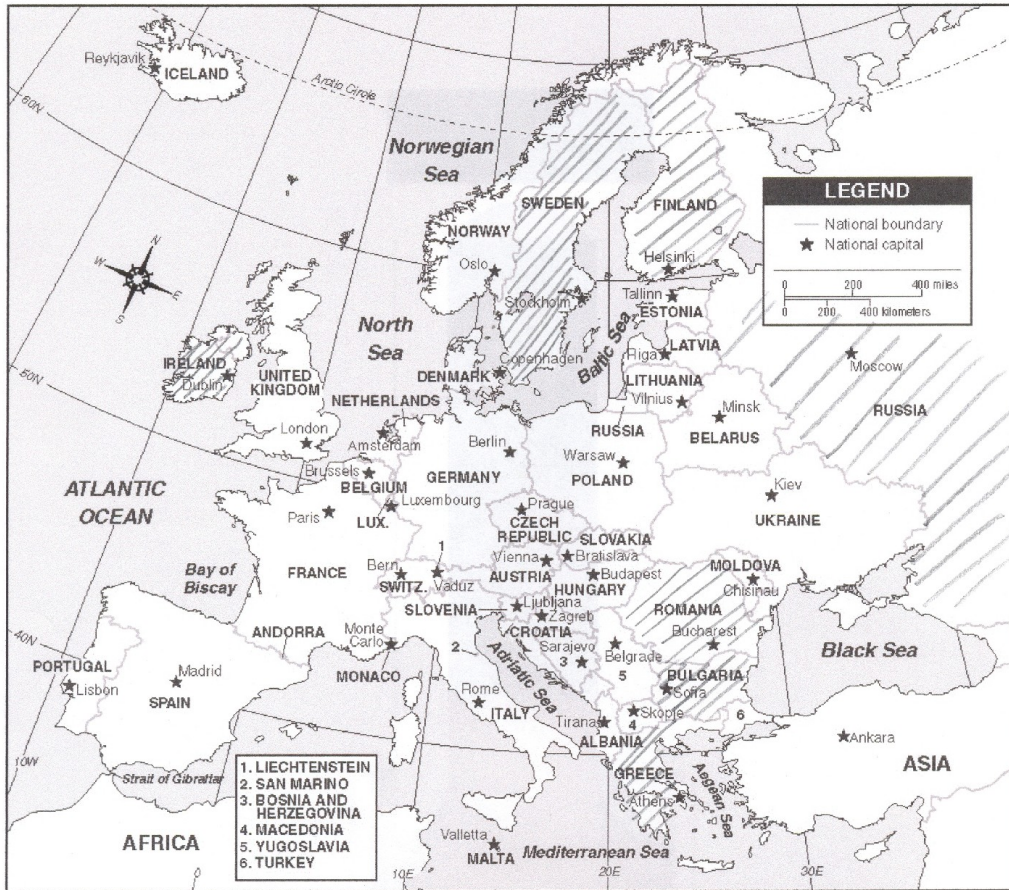 Reykjavik
ICELAND
Arctic Circle
60N
Norwegian
Sea
SWEDEN
FINLAND
NORWAY
Oslo
Helsinki
Stockholm
Tallinn
ESTONIA
LEGEND
National boundary
National capital
0 200 400 miles
0 200 400 kilometers
N
W
E
S
North
Sea
Baltic Sea
LATVIA
Riga
Moscow
RUSSIA
50N
IRELAND
Dublin
UNITED
KINGDOM
London
Copenhagen
DENMARK
LITHUANIA
Vilnius
Minsk
BELARUS
NETHERLANDS
Amsterdam
Berlin
GERMANY
RUSSIA
Warsaw
POLAND
Brussels
BELGIUM
Luxembourg
LUX.
ATLANTIC
OCEAN
Paris
Prague
CZECH
REPUBLIC
Kiev
UKRAINE
SLOVAKIA
Bratislava
Vienna
AUSTRIA
Budapest
HUNGARY
MOLDOVA
Chisinau
Bay of
Biscay
FRANCE
Bern
SWITZ.
1
Vaduz
SLOVENIA
Ljubljana
Zagreb
CROATIA
ROMANIA
Bucharest
40N
ANDORRA
Monte
Carlo
MONACO
2
Sarajevo
3
Belgrade
5
BULGARIA
Sofia
Black Sea
PORTUGAL
Lisbon
Madrid
SPAIN
Adriatic Sea
Rome
ITALY
Tirana
ALBANIA
Skopje
4
6
Ankara
ASIA
GREECE
Athens
Aegean
Sea
10W
Strait of Gibraltar
AFRICA
1. LIECHTENSTEIN
2. SAN MARINO
3. BOSNIA AND
HERZEGOVINA
4. MACEDONIA
5. YUGOSLAVIA
6. TURKEY
Valletta
MALTA
Mediterranean Sea
0
10E
20E
30E